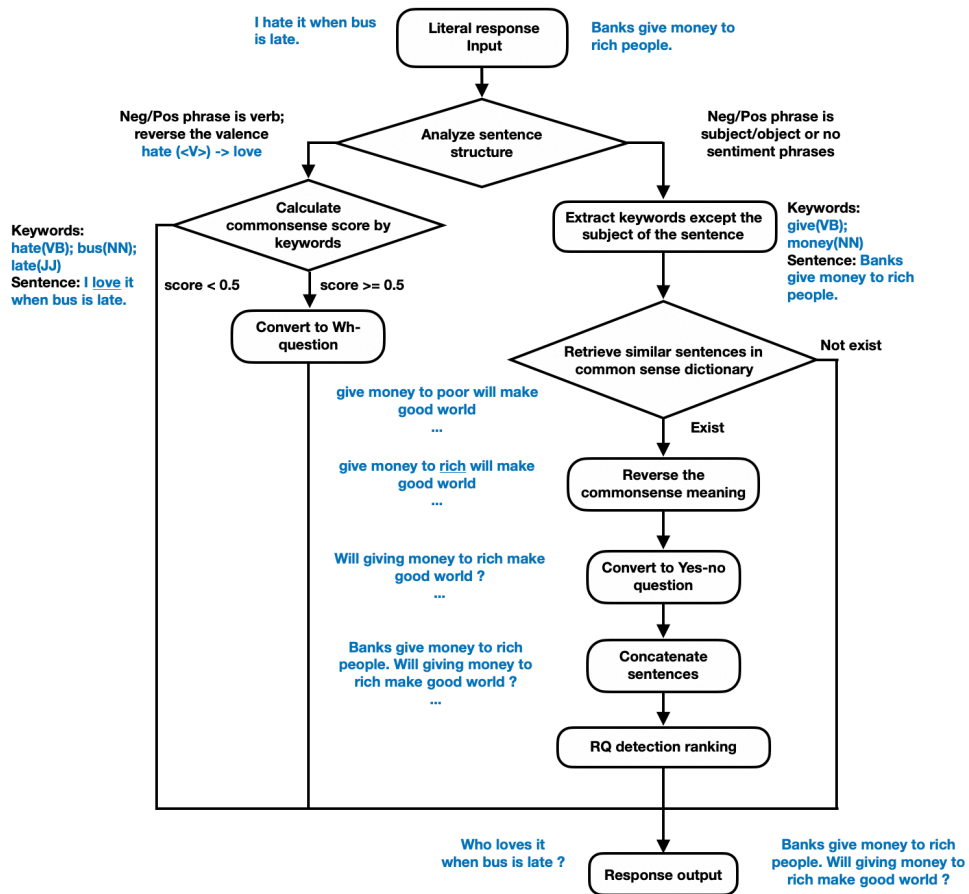 I hate it when bus
is late.
Literal response
Input
Banks give money to
rich people.
Neg/Pos phrase is verb;
reverse the valence
hate (<V>) -> love
Analyze sentence
structure
Neg/Pos phrase is
subject/object or no
sentiment phrases
Calculate
commonsense score by
keywords
Keywords:
hate(VB); bus(NN);
late(JJ)
Sentence: I love it
when bus is late.
Extract keywords except the
subject of the sentence
Keywords:
give(VB);
money(NN)
Sentence: Banks
give money to rich
people.
score < 0.5
score >= 0.5
Convert to Wh-
question
Retrieve similar sentences in
common sense dictionary
Not exist
Exist
give money to poor will make
good world
...
give money to rich will make
good world
...
Reverse the
commonsense meaning
Will giving money to rich make
good world ?
...
Convert to Yes-no
question
Banks give money to rich
people. Will giving money to
rich make good world ?
...
Concatenate
sentences
RQ detection ranking
Who loves it
when bus is late ?
Response output
Banks give money to rich
people. Will giving money to
rich make good world ?